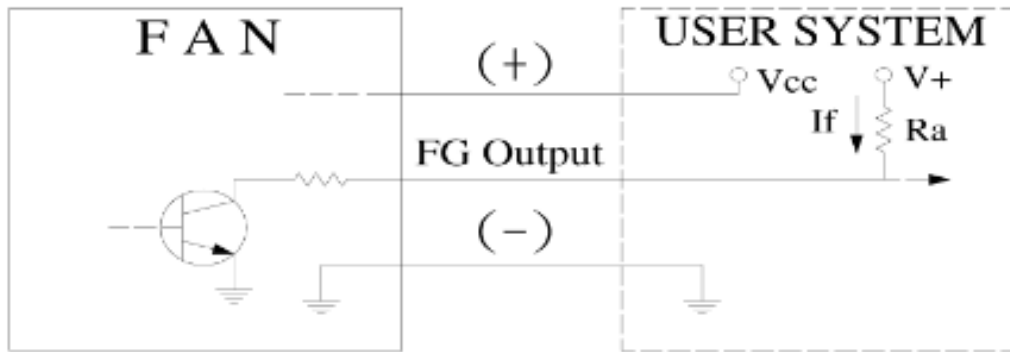 F A N
USER SYSTEM
(+)
Vcc
V+
If
Ra
FG Output
(-)